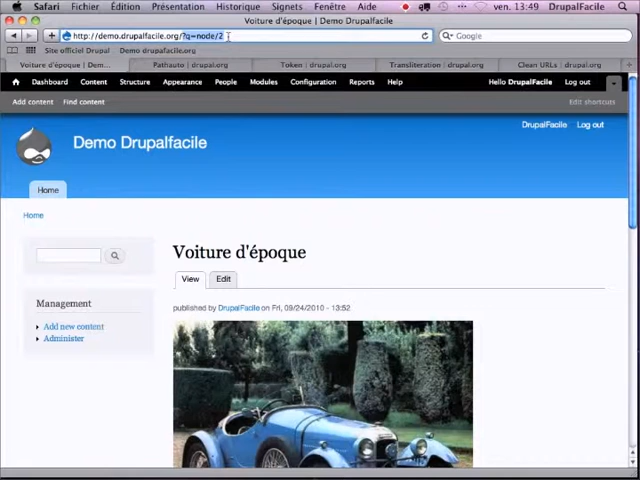 Safari Fichier Édition Présentation Historique Signets Fenêtre Aide ven. 13:49 DrupalFacile
Voiture d'époque | Demo Drupalfacile
http://demo.drupalfacile.org/?q=node/2 Google
Site officiel Drupal Demo drupafacile.org
Voiture d'époque | Dem... Pathauto | drupal.org Token | drupal.org Transliteration | drupal.org Clean URLs | drupal.org
Dashboard Content Structure Appearance People Modules Configuration Reports Help Hello DrupalFacile Log out
Add content Find content Edit shortcuts
DrupalFacile Log out
Demo Drupalfacile
Home
Home
Voiture d'époque
View Edit
Management
published by DrupalFacile on Fri, 09/24/2010 - 13:52
Add new content
Administer